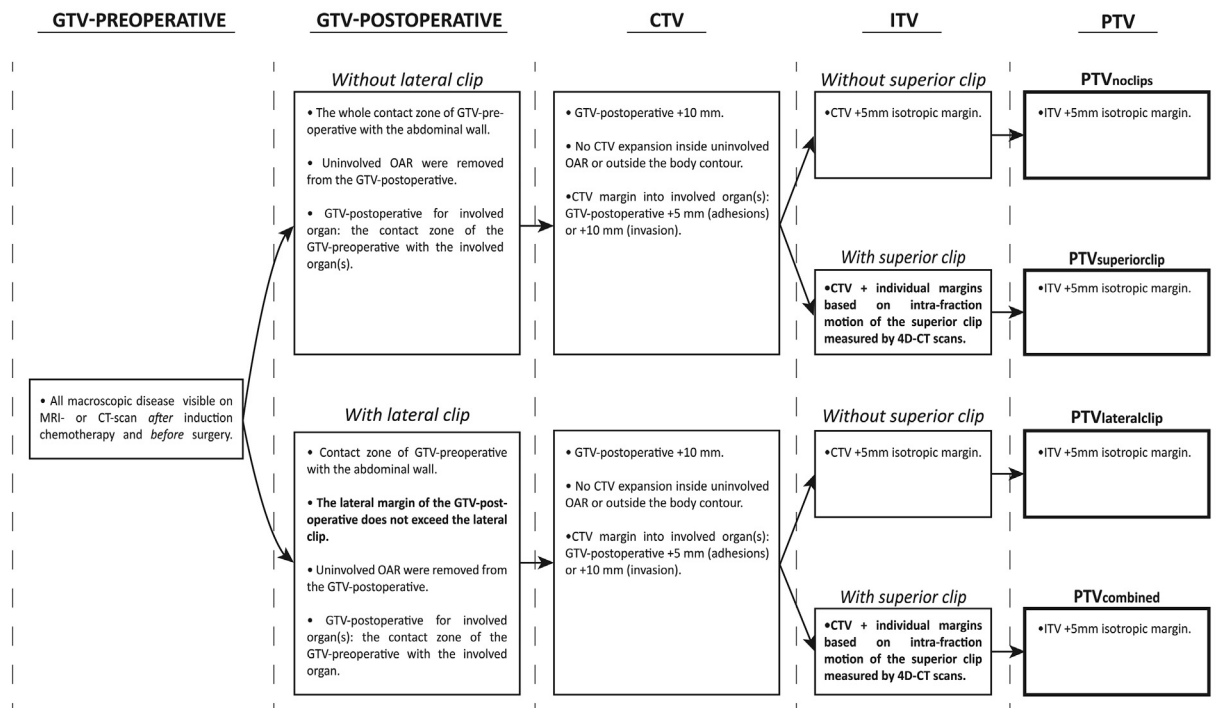 GTV-PREOPERATIVE
GTV-POSTOPERATIVE
CTV
ITV
PTV
• All macroscopic disease visible on
MRI- or CT-scan after induction
chemotherapy and before surgery.
Without lateral clip
• The whole contact zone of GTV-pre-
operative with the abdominal wall.
• Uninvolved OAR were removed
from the GTV-postoperative.
• GTV-postoperative for involved
organ: the contact zone of the
GTV-preoperative with the involved
organ(s).
• GTV-postoperative +10 mm.
• No CTV expansion inside uninvolved
OAR or outside the body contour.
•CTV margin into involved organ(s):
GTV-postoperative +5 mm (adhesions)
or +10 mm (invasion).
Without superior clip
•CTV +5mm isotropic margin.
PTVnoclips
•ITV +5mm isotropic margin.
With superior clip
•CTV + individual margins
based on intra-fraction
motion of the superior clip
measured by 4D-CT scans.
PTVsuperiorclip
•ITV +5mm isotropic margin.
With lateral clip
• Contact zone of GTV-preoperative
with the abdominal wall.
• The lateral margin of the GTV-post-
operative does not exceed the lateral
clip.
• Uninvolved OAR were removed from
the GTV-postoperative.
• GTV-postoperative for involved
organ(s): the contact zone of the
GTV-preoperative with the involved
organ.
• GTV-postoperative +10 mm.
• No CTV expansion inside uninvolved
OAR or outside the body contour.
•CTV margin into involved organ(s):
GTV-postoperative +5 mm (adhesions)
or +10 mm (invasion).
Without superior clip
•CTV +5mm isotropic margin.
PTVlateralclip
•ITV +5mm isotropic margin.
With superior clip
•CTV + individual margins
based on intra-fraction
motion of the superior clip
measured by 4D-CT scans.
PTVcombined
•ITV +5mm isotropic margin.